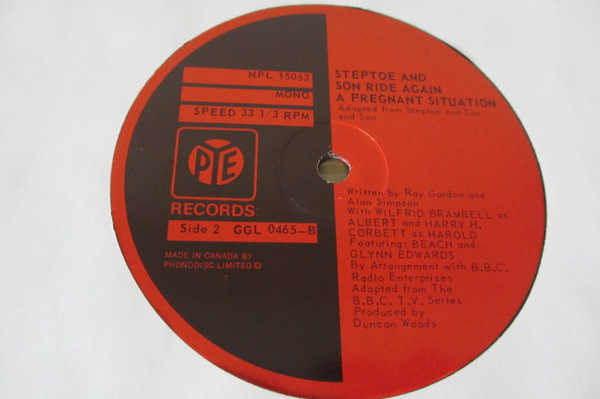 NPL 15053
MONO
SPEED 33 1/3 RPM
PYE
RECORDS
Side 2 GGL 0465-B
MADE IN CANADA BY
PHONODISC LIMITED ©
STEPTOE AND
SON RIDE AGAIN
A PREGNANT SITUATION
Adapted from Stepton and Son
and Son
Written by Ray Gordon and
Alan Simpson
With WILFRID BRAMBELL as
ALBERT and HARRY H.
CORBETT as HAROLD
Featuring: BEACH and
GLYNN EDWARDS
By Arrangement with B.B.C.
Radio Enterprises
Adapted from The
B.B.C. T.V. Series
Produced by
Duncan Woods